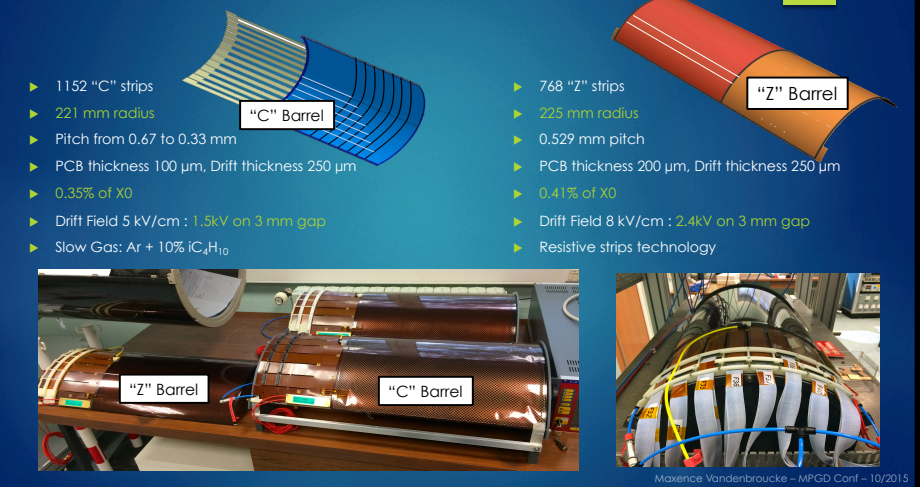 1152 “C” strips
221 mm radius
Pitch from 0.67 to 0.33 mm
PCB thickness 100 µm, Drift thickness 250 µm
0.35% of X0
Drift Field 5 kV/cm : 1.5kV on 3 mm gap
Slow Gas: Ar + 10% iC₄H₁₀
“C” Barrel
768 “Z” strips
225 mm radius
0.529 mm pitch
PCB thickness 200 µm, Drift thickness 250 µm
0.41% of X0
Drift Field 8 kV/cm : 2.4kV on 3 mm gap
Resistive strips technology
“Z” Barrel
“Z” Barrel
“C” Barrel
Maxence Vandenbroucke – MPGD Conf – 10/2015